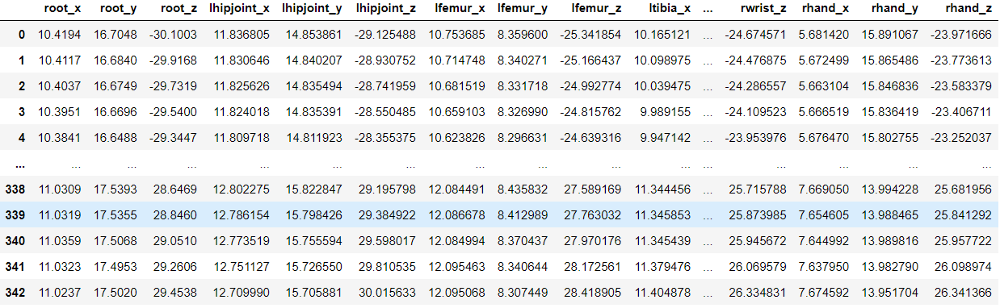 root_x root_y root_z lhipjoint_x lhipjoint_y lhipjoint_z lfemur_x lfemur_y lfemur_z ltibia_x ... rwrist_z rhand_x rhand_y rhand_z
0 10.4194 16.7048 -30.1003 11.836805 14.853861 -29.125488 10.753685 8.359600 -25.341854 10.165121 ... -24.674571 5.681420 15.891067 -23.971666
1 10.4117 16.6840 -29.9168 11.830646 14.840207 -28.930752 10.714748 8.340271 -25.166437 10.098975 ... -24.476875 5.672499 15.865486 -23.773613
2 10.4037 16.6749 -29.7319 11.825626 14.835494 -28.741959 10.681519 8.331718 -24.992774 10.039475 ... -24.286557 5.663104 15.846836 -23.583379
3 10.3951 16.6696 -29.5400 11.824018 14.835391 -28.550485 10.659103 8.326990 -24.815762 9.989155 ... -24.109523 5.666519 15.836419 -23.406711
4 10.3841 16.6488 -29.3447 11.809718 14.811923 -28.355375 10.623826 8.296631 -24.639316 9.947142 ... -23.953976 5.676470 15.802755 -23.252037
... ... ... ... ... ... ... ... ... ... ... ... ... ... ... ...
338 11.0309 17.5393 28.6469 12.802275 15.822847 29.195798 12.084491 8.435832 27.589169 11.344456 ... 25.715788 7.669050 13.994228 25.681956
339 11.0319 17.5355 28.8460 12.786154 15.798426 29.384922 12.086678 8.412989 27.763032 11.345853 ... 25.873985 7.654605 13.988465 25.841292
340 11.0359 17.5068 29.0510 12.773519 15.755594 29.598017 12.084994 8.370437 27.970176 11.345439 ... 25.945672 7.644992 13.989816 25.957722
341 11.0323 17.4953 29.2606 12.751127 15.726550 29.810535 12.095463 8.340644 28.172561 11.379476 ... 26.069579 7.637950 13.982790 26.098974
342 11.0237 17.5020 29.4538 12.709990 15.705881 30.015633 12.095068 8.307449 28.418905 11.404878 ... 26.334831 7.674592 13.951704 26.341366